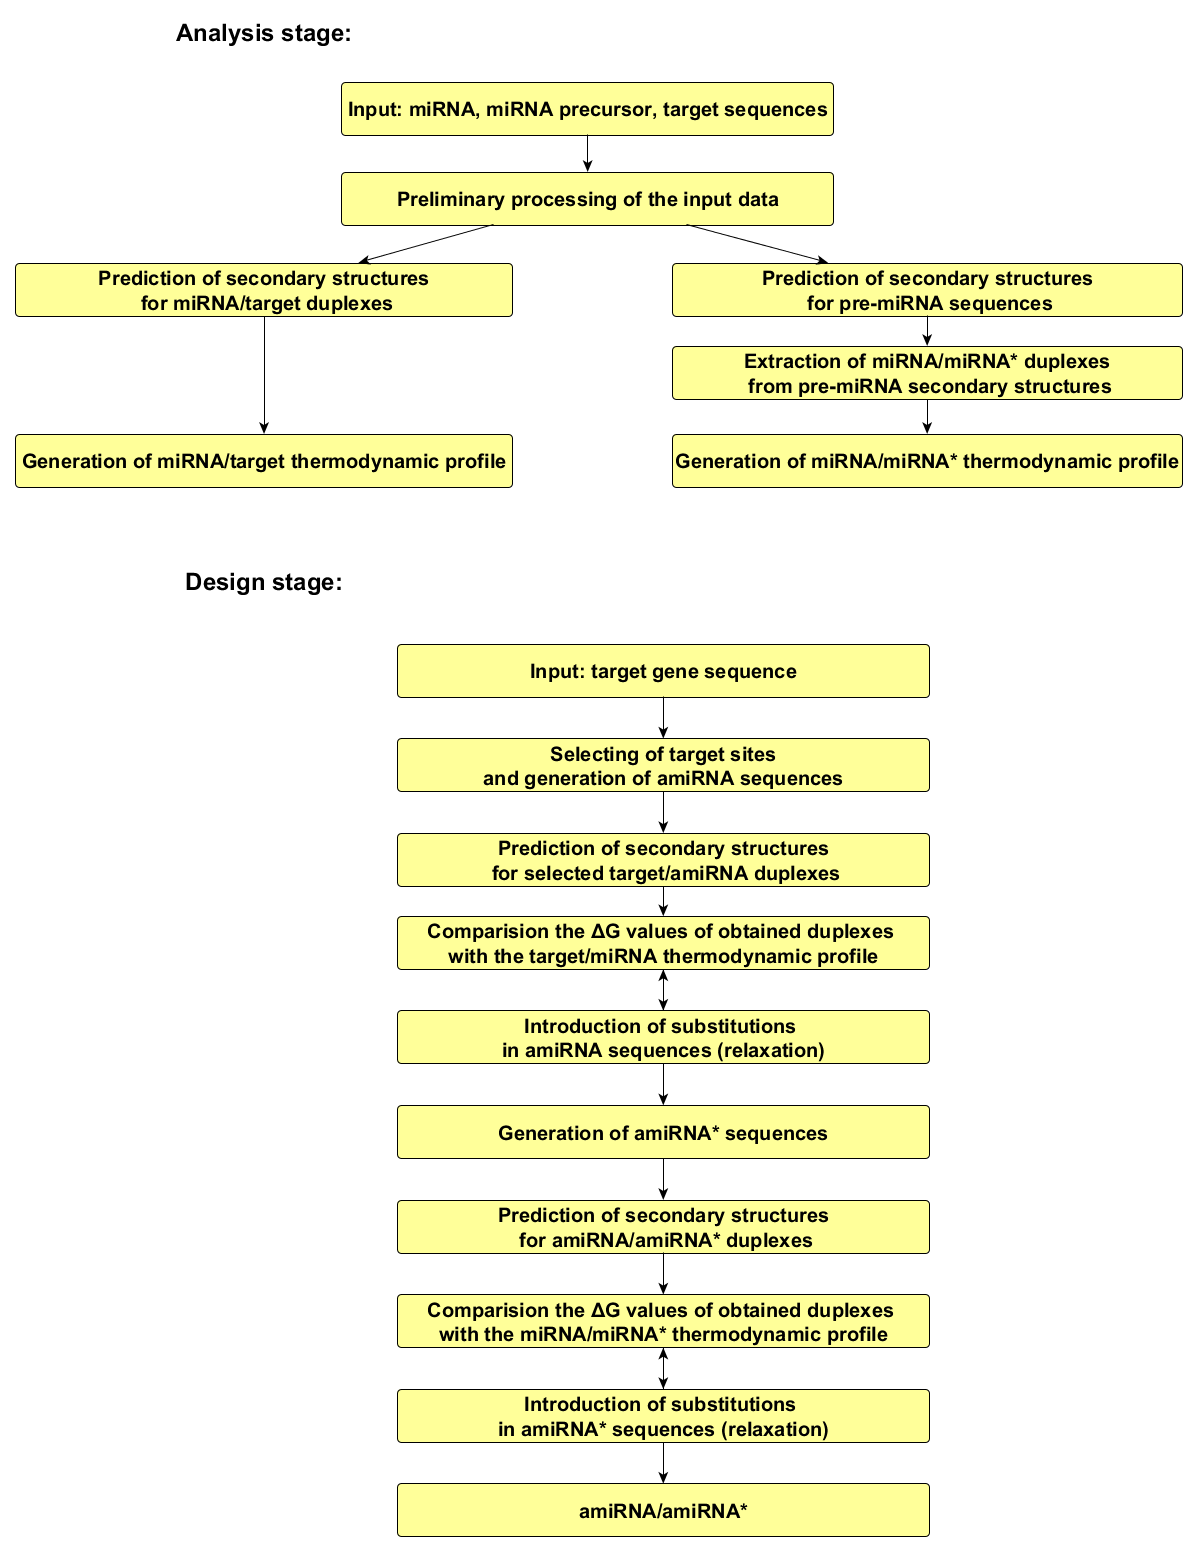 Analysis stage:
Input: miRNA, miRNA precursor, target sequences
Preliminary processing of the input data
Prediction of secondary structures
for miRNA/target duplexes
Prediction of secondary structures
for pre-miRNA sequences
Extraction of miRNA/miRNA* duplexes
from pre-miRNA secondary structures
Generation of miRNA/target thermodynamic profile
Generation of miRNA/miRNA* thermodynamic profile
Design stage:
Input: target gene sequence
Selecting of target sites
and generation of amiRNA sequences
Prediction of secondary structures
for selected target/amiRNA duplexes
Comparision the ΔG values of obtained duplexes
with the target/miRNA thermodynamic profile
Introduction of substitutions
in amiRNA sequences (relaxation)
Generation of amiRNA* sequences
Prediction of secondary structures
for amiRNA/amiRNA* duplexes
Comparision the ΔG values of obtained duplexes
with the miRNA/miRNA* thermodynamic profile
Introduction of substitutions
in amiRNA* sequences (relaxation)
amiRNA/amiRNA*